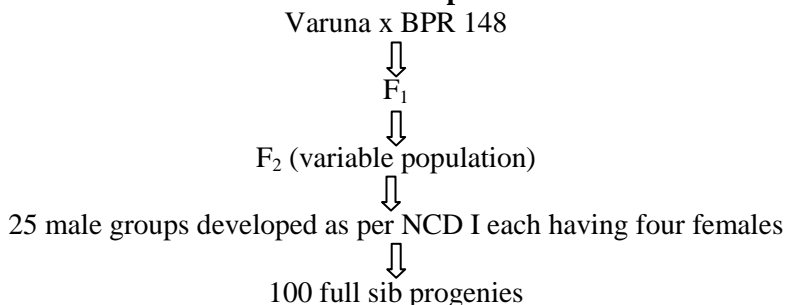 Varuna x BPR 148
F₁
F₂ (variable population)
25 male groups developed as per NCD I each having four females
100 full sib progenies